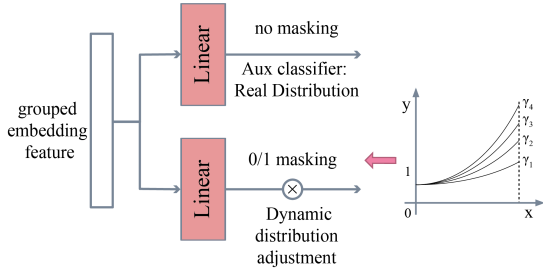 grouped
embedding
feature
Linear
no masking
Aux classifier:
Real Distribution
Linear
0/1 masking
×
Dynamic
distribution
adjustment
y
γ4
γ3
γ2
γ1
1
0
x